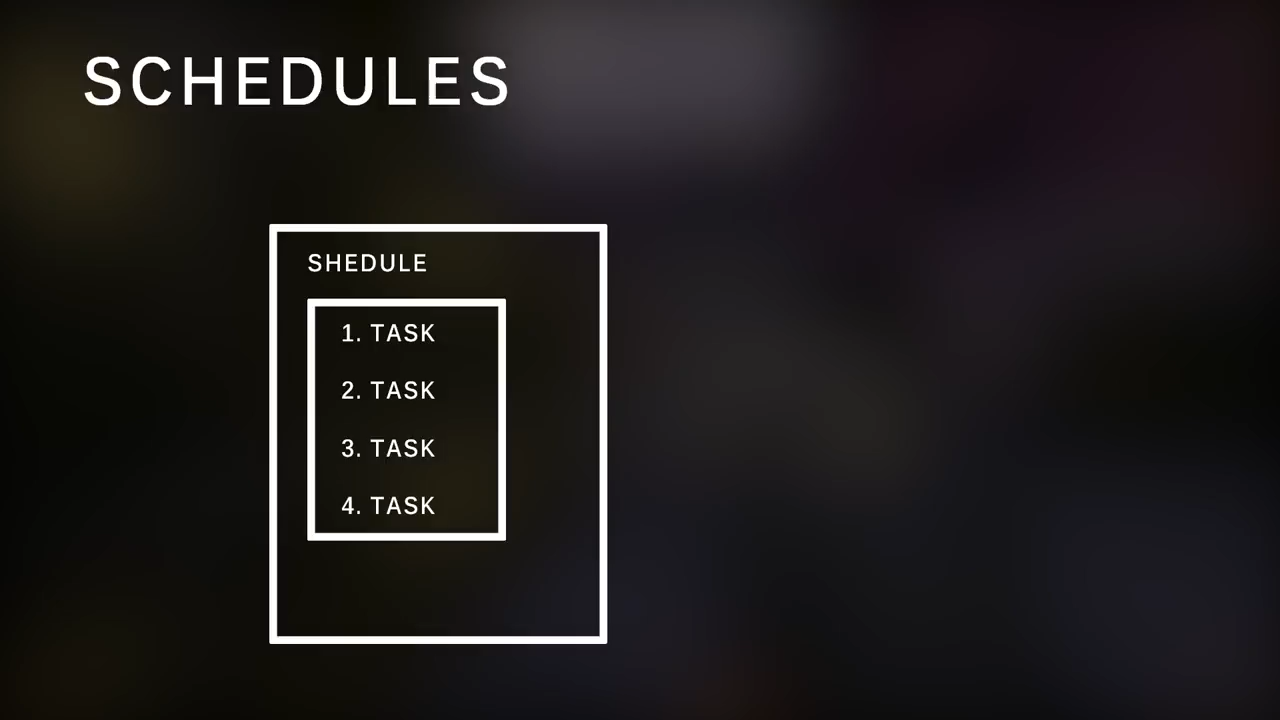 SCHEDULES
SHEDULE
1. TASK
2. TASK
3. TASK
4. TASK